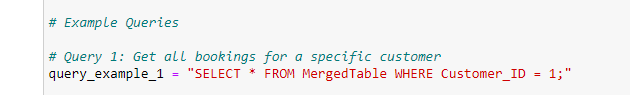 # Example Queries
# Query 1: Get all bookings for a specific customer
query_example_1 = "SELECT * FROM MergedTable WHERE Customer_ID = 1;"